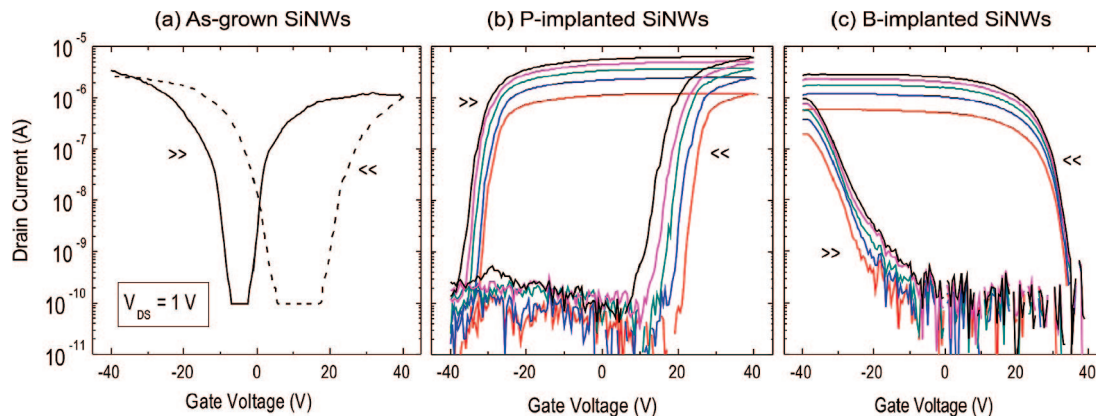 (a) As-grown SiNWs (b) P-implanted SiNWs (c) B-implanted SiNWs
Drain Current (A)
10⁻⁵
10⁻⁶
10⁻⁷
10⁻⁸
10⁻⁹
10⁻¹⁰
10⁻¹¹
>>
<<
V_DS = 1 V
>>
<<
<<
>>
-40 -20 0 20 40 -40 -20 0 20 40 -40 -20 0 20 40
Gate Voltage (V) Gate Voltage (V) Gate Voltage (V)